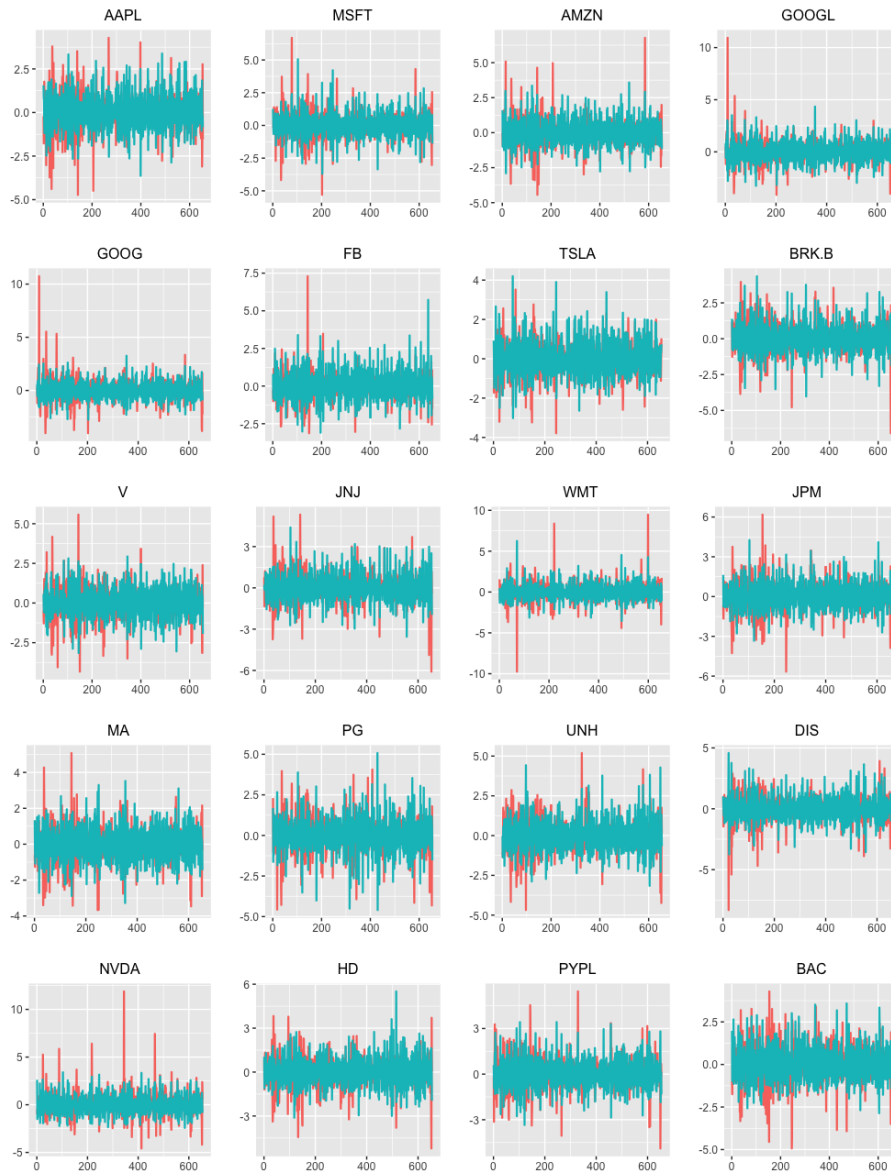 AAPL MSFT AMZN GOOGL
2.5 0.0 -2.5 -5.0
0 200 400 600
5.0 2.5 0.0 -2.5 -5.0
0 200 400 600
5.0 2.5 0.0 -2.5 -5.0
0 200 400 600
10 5 0
0 200 400 600
GOOG FB TSLA BRK.B
10 5 0
0 200 400 600
7.5 5.0 2.5 0.0 -2.5
0 200 400 600
4 2 0 -2 -4
0 200 400 600
2.5 0.0 -2.5 -5.0
0 200 400 600
V JNJ WMT JPM
5.0 2.5 0.0 -2.5
0 200 400 600
3 0 -3 -6
0 200 400 600
10 5 0 -5 -10
0 200 400 600
6 3 0 -3 -6
0 200 400 600
MA PG UNH DIS
4 2 0 -2 -4
0 200 400 600
5.0 2.5 0.0 -2.5 -5.0
0 200 400 600
5.0 2.5 0.0 -2.5 -5.0
0 200 400 600
5 0 -5
0 200 400 600
NVDA HD PYPL BAC
10 5 0 -5
0 200 400 600
6 3 0 -3
0 200 400 600
3 0 -3
0 200 400 600
2.5 0.0 -2.5 -5.0
0 200 400 600